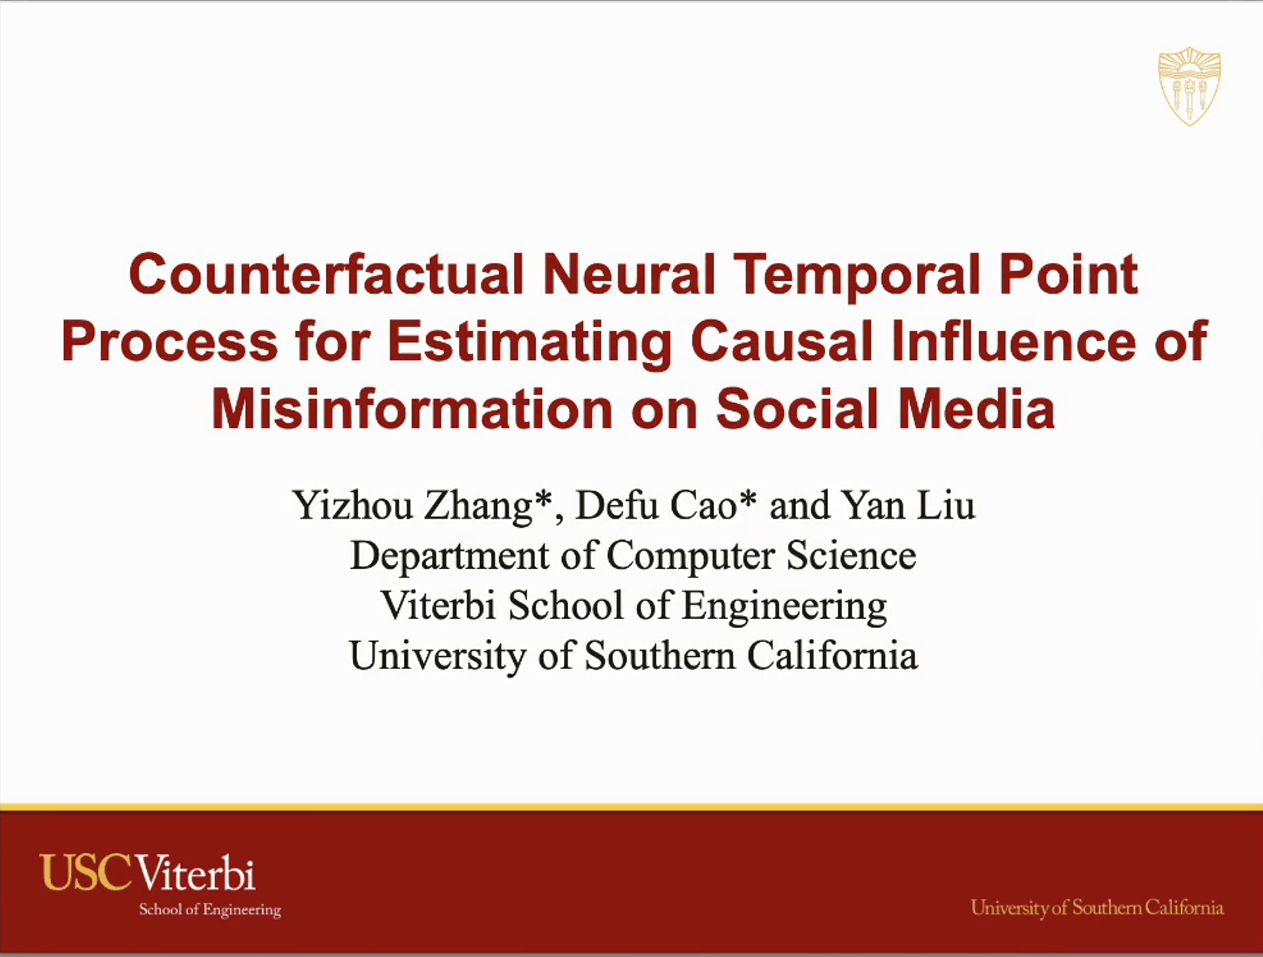 Counterfactual Neural Temporal Point
Process for Estimating Causal Influence of
Misinformation on Social Media
Yizhou Zhang*, Defu Cao* and Yan Liu
Department of Computer Science
Viterbi School of Engineering
University of Southern California
USC Viterbi
School of Engineering
University of Southern California